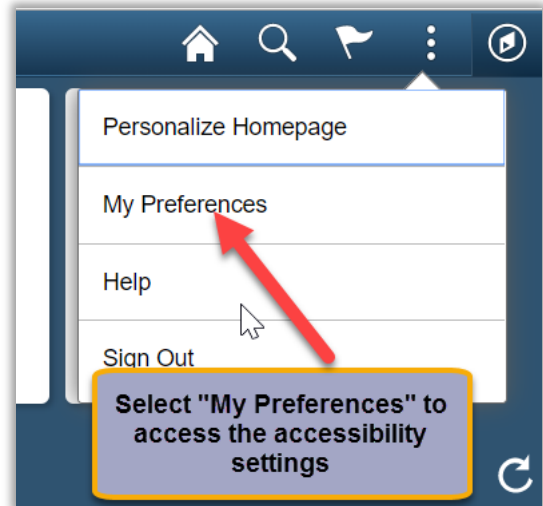 Personalize Homepage
My Preferences
Help
Sign Out
Select "My Preferences" to
access the accessibility
settings